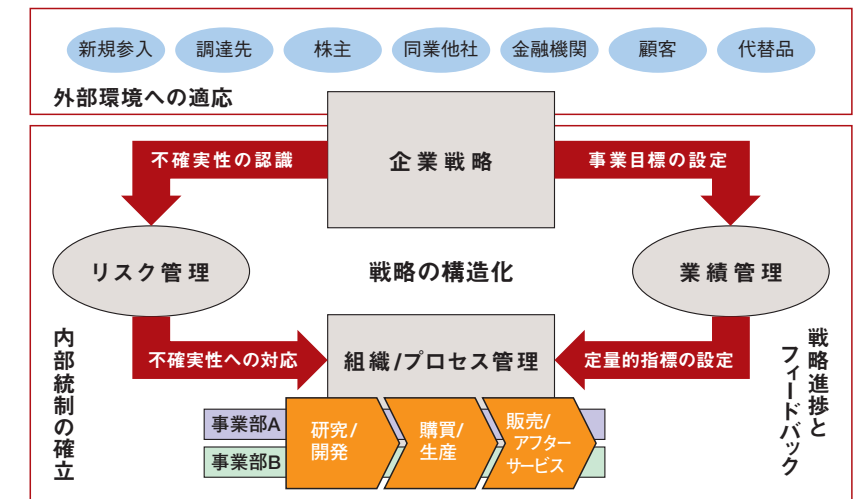 新規参入
調達先
株主
同業他社
金融機関
顧客
代替品
外部環境への適応
企業戦略
不確実性の認識
事業目標の設定
リスク管理
戦略の構造化
業績管理
内部統制の確立
不確実性への対応
組織/プロセス管理
定量的指標の設定
戦略進捗と
フィードバック
事業部A
事業部B
研究/
開発
購買/
生産
販売/
アフター
サービス